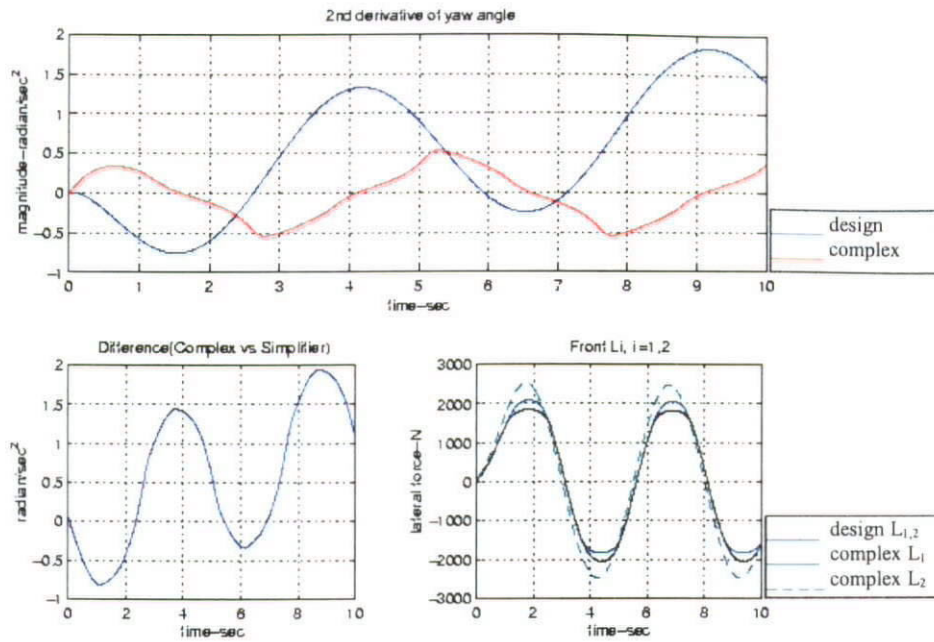 2nd derivative of yaw angle
magnitude-radian/sec²
2
1.5
1
0.5
0
-0.5
-1
0 1 2 3 4 5 6 7 8 9 10
time-sec
design
complex
Difference(Complex vs Simplifier)
radian/sec²
2
1.5
1
0.5
0
-0.5
-1
0 2 4 6 8 10
time-sec
Front Li, i=1,2
lateral force-N
3000
2000
1000
0
-1000
-2000
-3000
0 2 4 6 8 10
time-sec
design L1,2
complex L1
complex L2